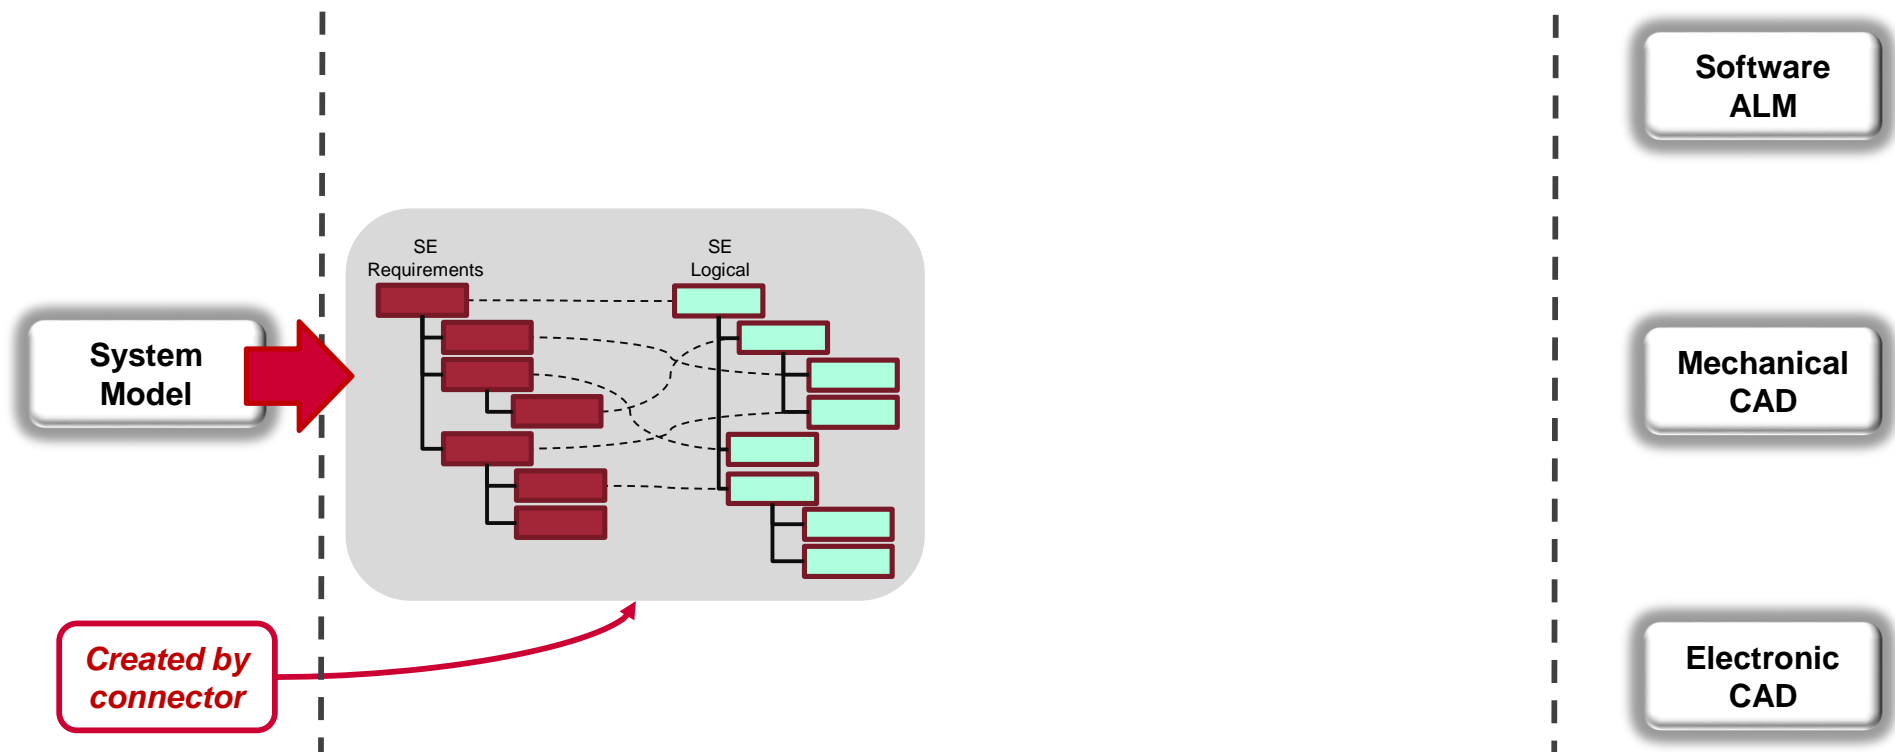 Software
ALM
SE
Requirements
SE
Logical
System
Model
Mechanical
CAD
Created by
connector
Electronic
CAD